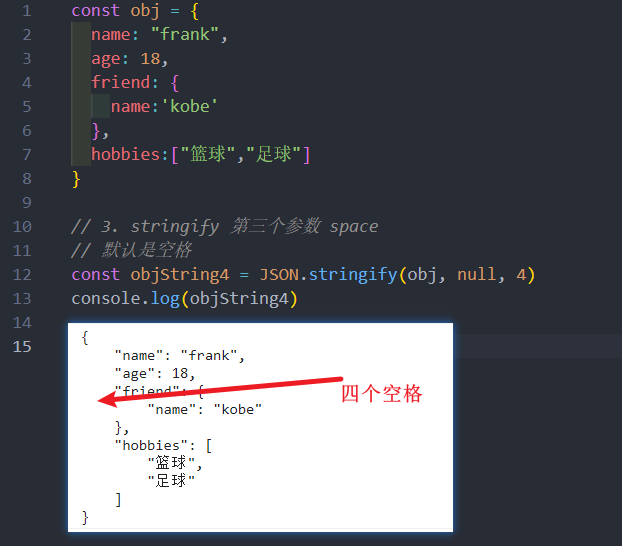 1 const obj = {
2   name: "frank",
3   age: 18,
4   friend: {
5     name:'kobe'
6   },
7   hobbies:["篮球","足球"]
8 }
9
10 // 3. stringify 第三个参数 space
11 // 默认是空格
12 const objString4 = JSON.stringify(obj, null, 4)
13 console.log(objString4)
14
15
{
    "name": "frank",
    "age": 18,
    "friend": {
四个空格
        "name": "kobe"
    },
    "hobbies": [
        "篮球",
        "足球"
    ]
}